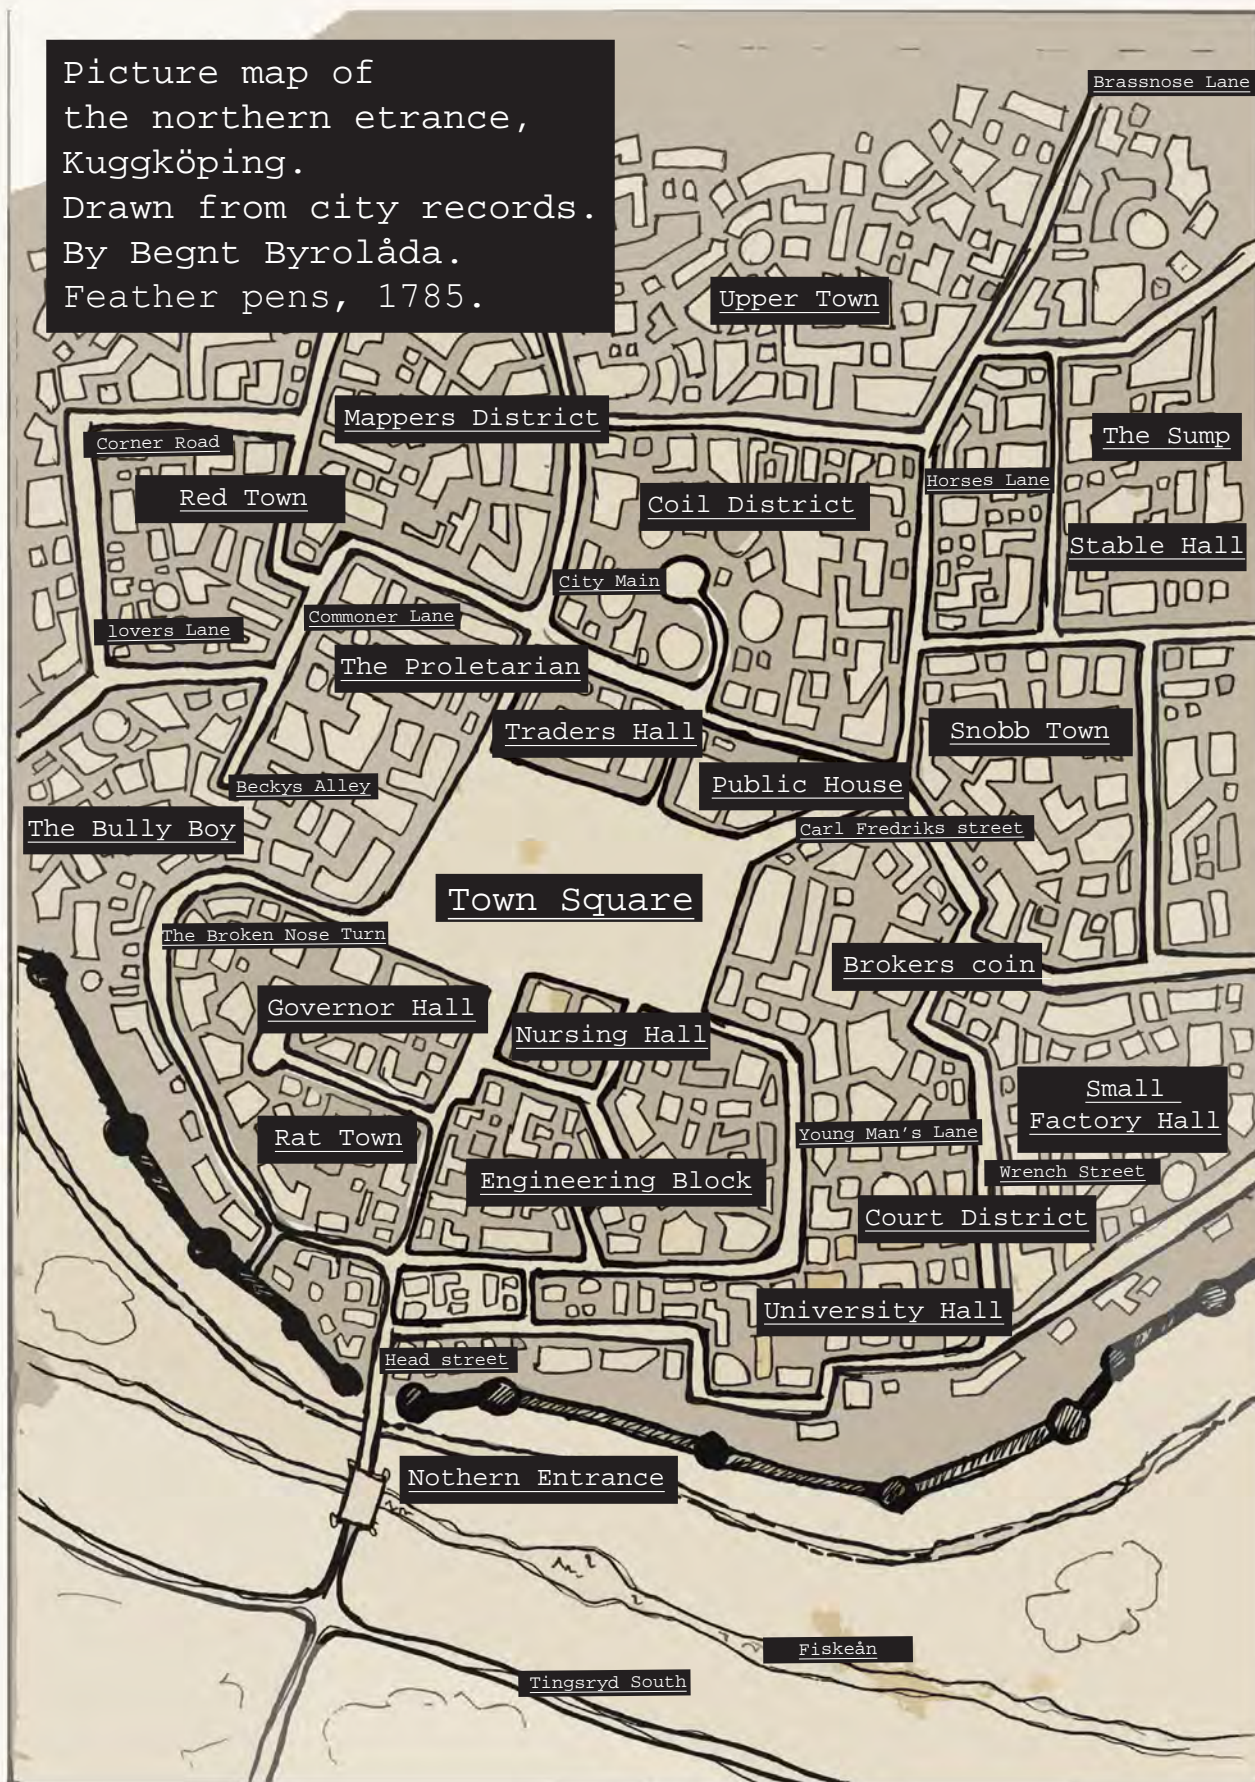 Picture map of
the northern etrance,
Kuggköping.
Drawn from city records.
By Begnt Byrolåda.
Feather pens, 1785.
Brassnose Lane
Upper Town
Mappers District
Corner Road
The Sump
Red Town
Horses Lane
Coil District
Stable Hall
City Main
Commoner Lane
lovers Lane
The Proletarian
Traders Hall
Snobb Town
Public House
Beckys Alley
The Bully Boy
Carl Fredriks street
Town Square
The Broken Nose Turn
Brokers coin
Governor Hall
Nursing Hall
Small
Factory Hall
Rat Town
Young Man's Lane
Engineering Block
Wrench Street
Court District
University Hall
Head street
Nothern Entrance
Fiskeån
Tingsryd South